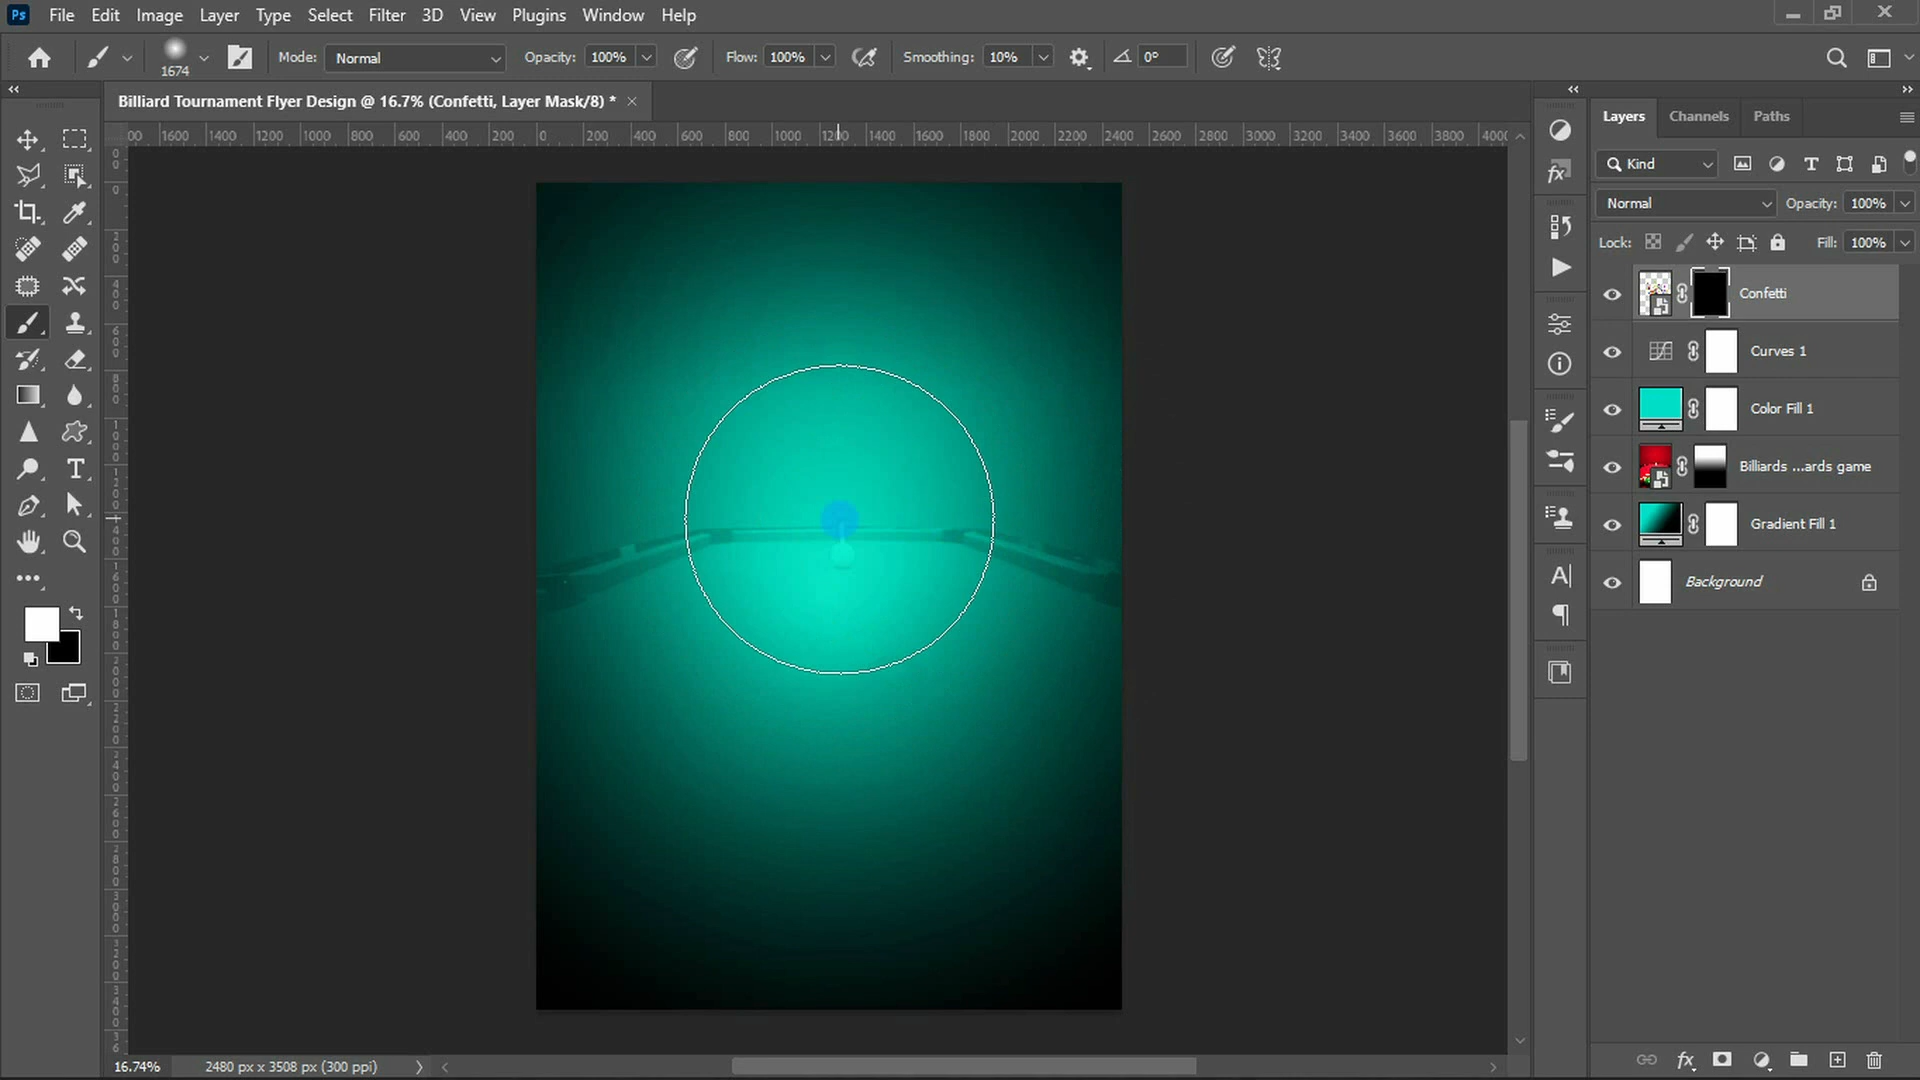 Ps File Edit Image Layer Type Select Filter 3D View Plugins Window Help
1674 Mode: Normal Opacity: 100% Flow: 100% Smoothing: 10% 0°
Billiard Tournament Flyer Design @ 16.7% (Confetti, Layer Mask/8) * ×
00 1600 1400 1200 1000 800 600 400 200 0 200 400 600 800 1000 1200 1400 1600 1800 2000 2200 2400 2600 2800 3000 3200 3400 3600 3800 4000
Layers Channels Paths
Kind
Normal Opacity: 100%
Lock: Fill: 100%
Confetti
Curves 1
Color Fill 1
Billiards ...ards game
Gradient Fill 1
Background
16.74% 2480 px x 3508 px (300 ppi)